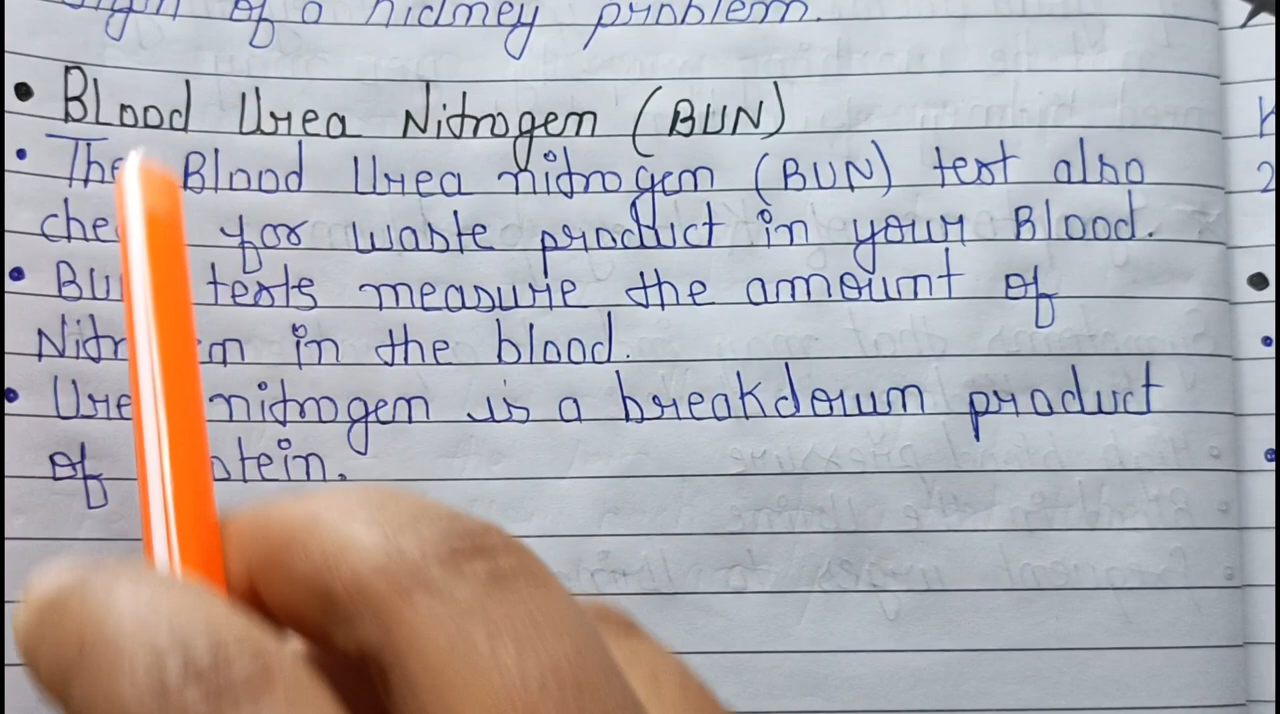 of a kidney problem.
• Blood Urea Nitrogen (BUN)
• The Blood Urea nitrogen (BUN) test also
for waste product in your Blood.
• tests measure the amount of
in the blood.
• nitrogen is a breakdown product
of